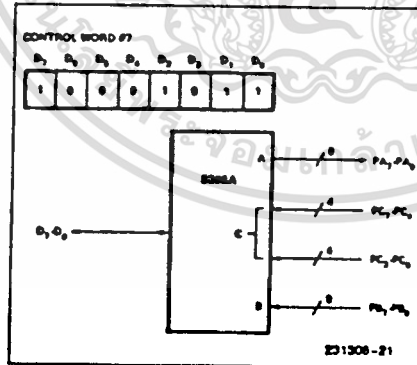 CONTROL WORD #7
D7 D6 D5 D4 D3 D2 D1 D0
1 0 0 0 1 0 1 1
A 8 PA7-PA0
4 PC7-PC4
C
D7-D0
4 PC3-PC0
B 8 PB7-PB0
231308-21